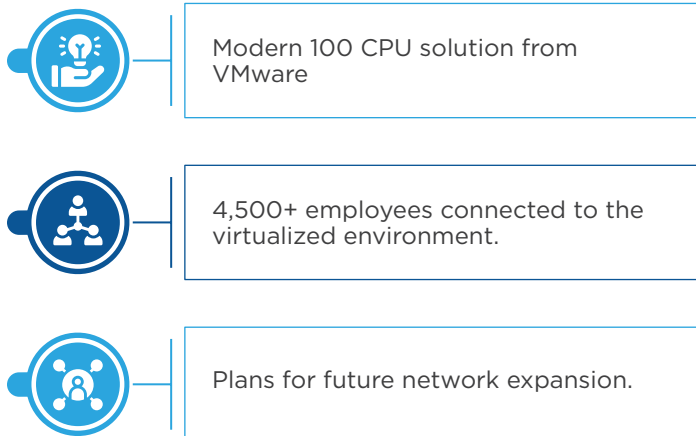 Modern 100 CPU solution from
VMware
4,500+ employees connected to the
virtualized environment.
Plans for future network expansion.